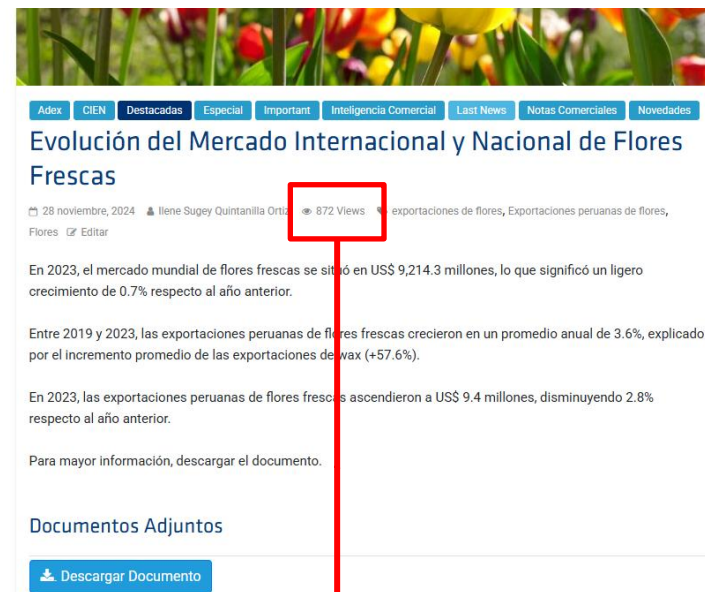 Adex CIEN Destacadas Especial Important Inteligencia Comercial Last News Notas Comerciales Novedades
Evolución del Mercado Internacional y Nacional de Flores
Frescas
28 noviembre, 2024 Ilene Sugey Quintanilla Ortiz 872 Views exportaciones de flores, Exportaciones peruanas de flores,
Flores Editar
En 2023, el mercado mundial de flores frescas se situó en US$ 9,214.3 millones, lo que significó un ligero
crecimiento de 0.7% respecto al año anterior.
Entre 2019 y 2023, las exportaciones peruanas de flores frescas crecieron en un promedio anual de 3.6%, explicado
por el incremento promedio de las exportaciones de wax (+57.6%).
En 2023, las exportaciones peruanas de flores frescas ascendieron a US$ 9.4 millones, disminuyendo 2.8%
respecto al año anterior.
Para mayor información, descargar el documento.
Documentos Adjuntos
Descargar Documento